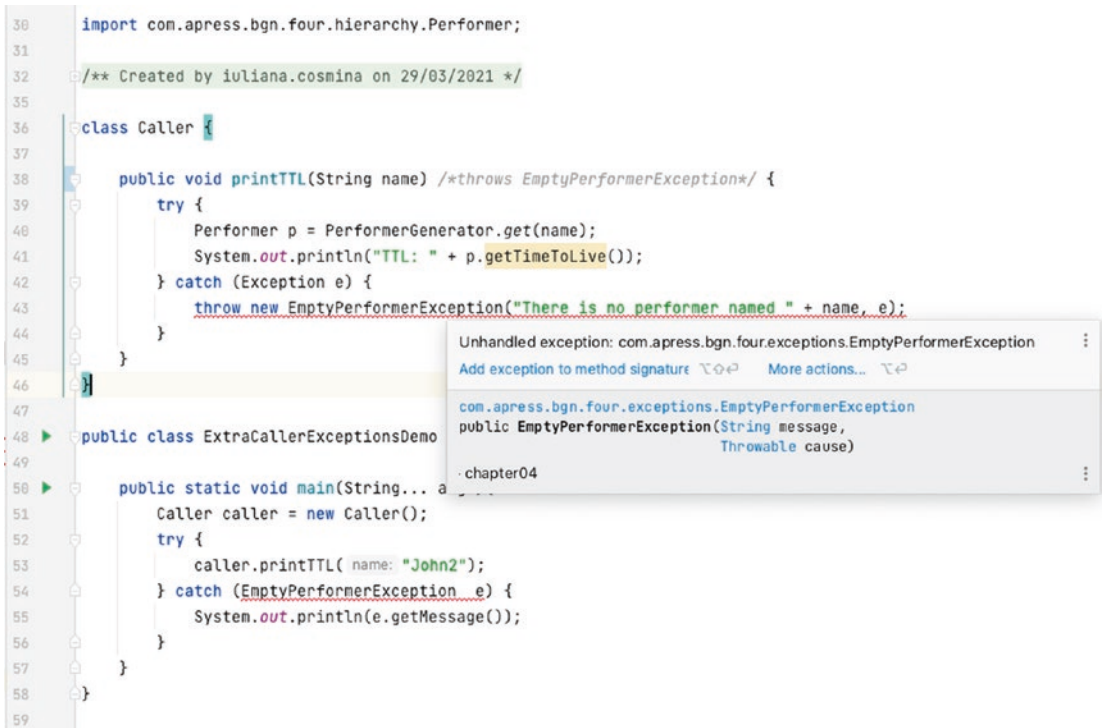 30 import com.apress.bgn.four.hierarchy.Performer;
31
32 /** Created by iuliana.cosmina on 29/03/2021 */
35
36 class Caller {
37
38 public void printTTL(String name) /*throws EmptyPerformerException*/ {
39 try {
40 Performer p = PerformerGenerator.get(name);
41 System.out.println("TTL: " + p.getTimeToLive());
42 } catch (Exception e) {
43 throw new EmptyPerformerException("There is no performer named " + name, e);
44 }
45 }
46 }
47
48 public class ExtraCallerExceptionsDemo
49
50 public static void main(String... a
51 Caller caller = new Caller();
52 try {
53 caller.printTTL( name: "John2");
54 } catch (EmptyPerformerException e) {
55 System.out.println(e.getMessage());
56 }
57 }
58 }
59
Unhandled exception: com.apress.bgn.four.exceptions.EmptyPerformerException
Add exception to method signature ⌥⇧⏎ More actions... ⌥⏎
com.apress.bgn.four.exceptions.EmptyPerformerException
public EmptyPerformerException(String message,
Throwable cause)
chapter04